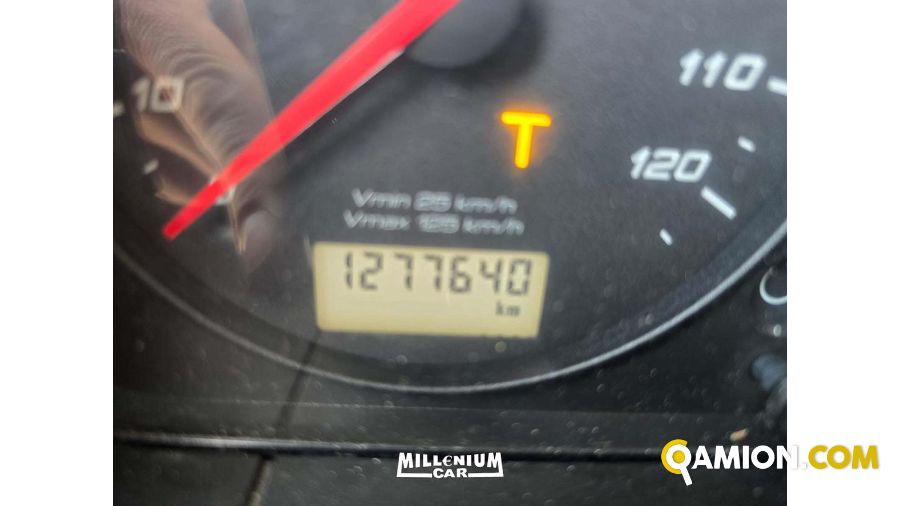 10
110
T
120
Vmin 25 km/h
Vmax 125 km/h
1277640
km
MILLENIUM
CAR
QAMION.COM